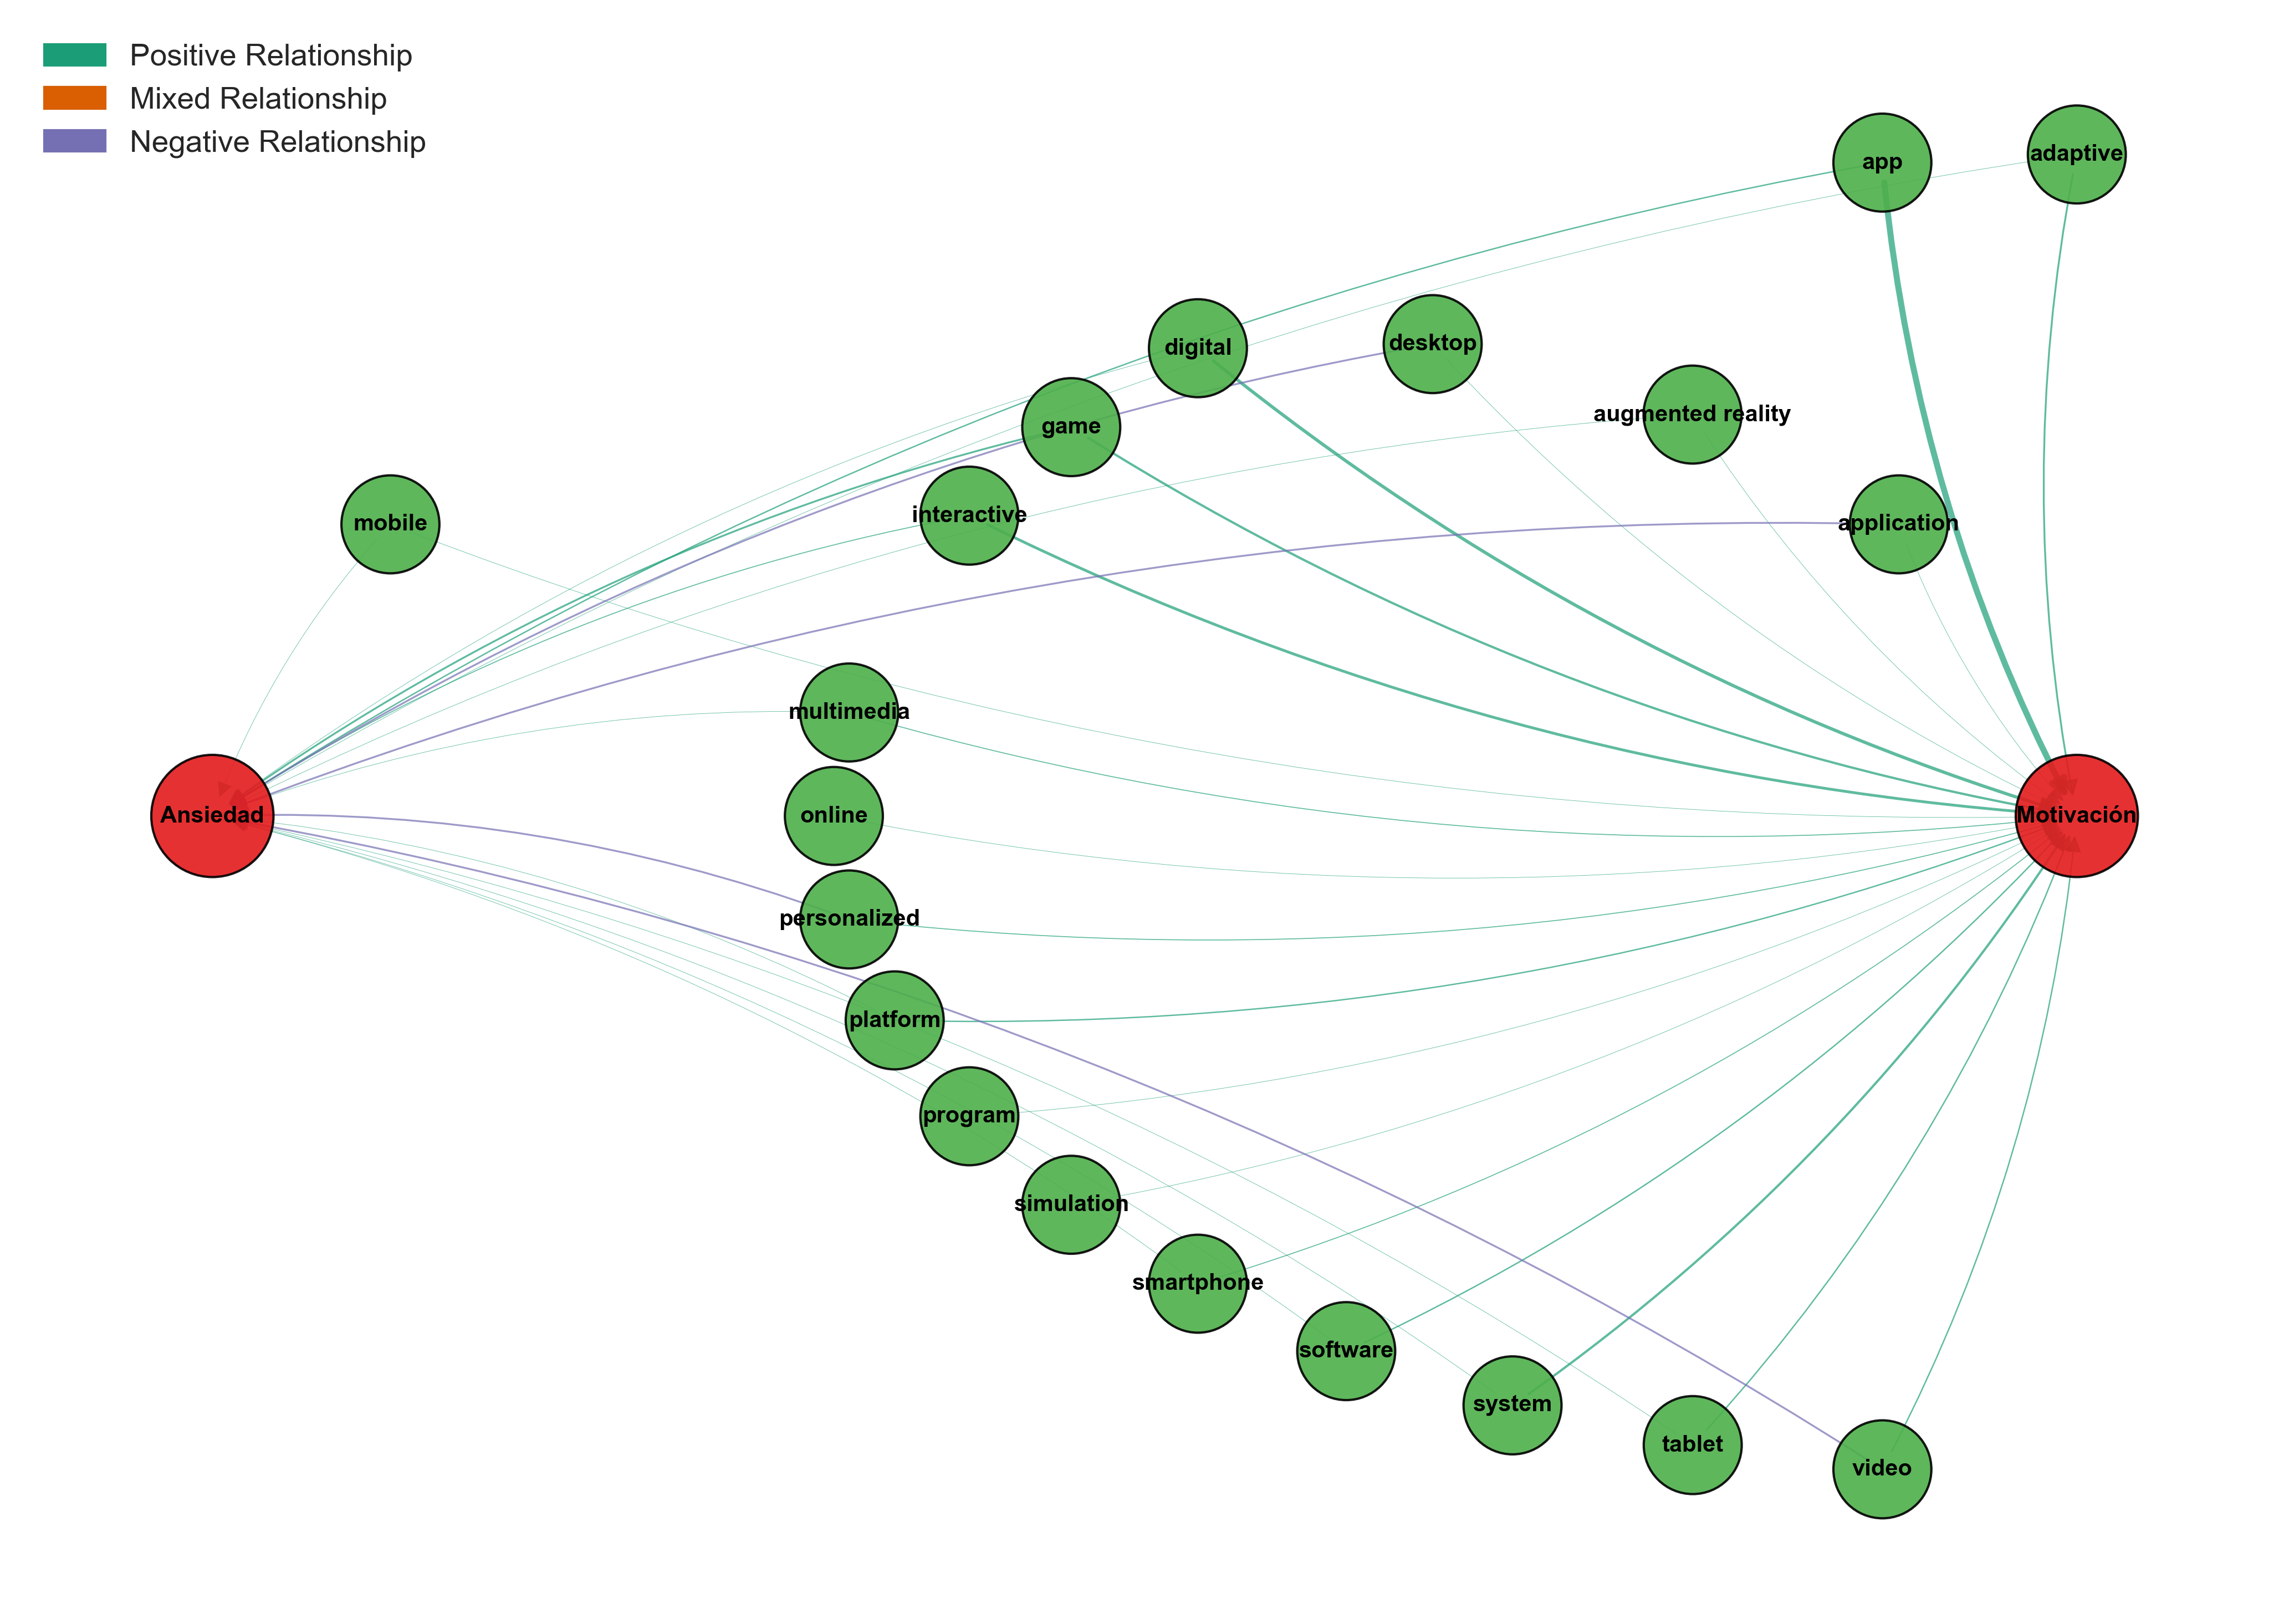 Positive Relationship
Mixed Relationship
Negative Relationship
app
adaptive
digital
desktop
augmented reality
game
interactive
mobile
application
multimedia
Ansiedad
online
Motivación
personalized
platform
program
simulation
smartphone
software
system
tablet
video